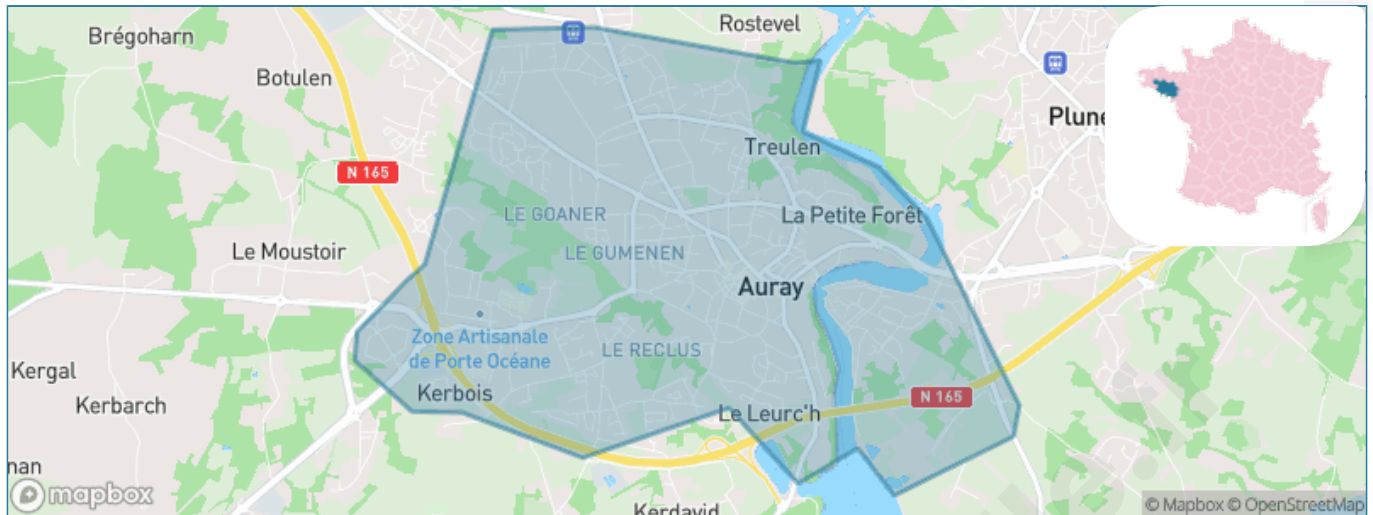 Rostevel
Brégoharn
Botulen
Plune
N 165
Treulen
LE GOANER
La Petite Forêt
Le Moustoir
LE GUMENEN
Auray
Zone Artisanale
de Porte Océane
LE RECLUS
Kergal
Kerbois
N 165
Kerbarch
Le Leurc'h
nan
mapbox
Kerdavid
© Mapbox © OpenStreetMap